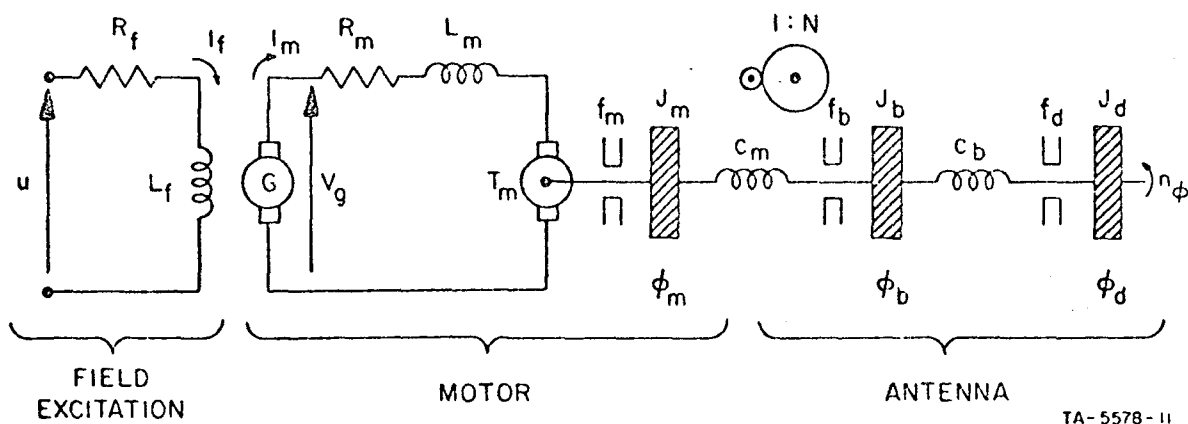 R_f
I_f
I_m
R_m
L_m
1 : N
f_m
J_m
f_b
J_b
f_d
J_d
c_m
c_b
u
L_f
G
V_g
T_m
n_ϕ
ϕ_m
ϕ_b
ϕ_d
FIELD
EXCITATION
MOTOR
ANTENNA
TA-5578-11